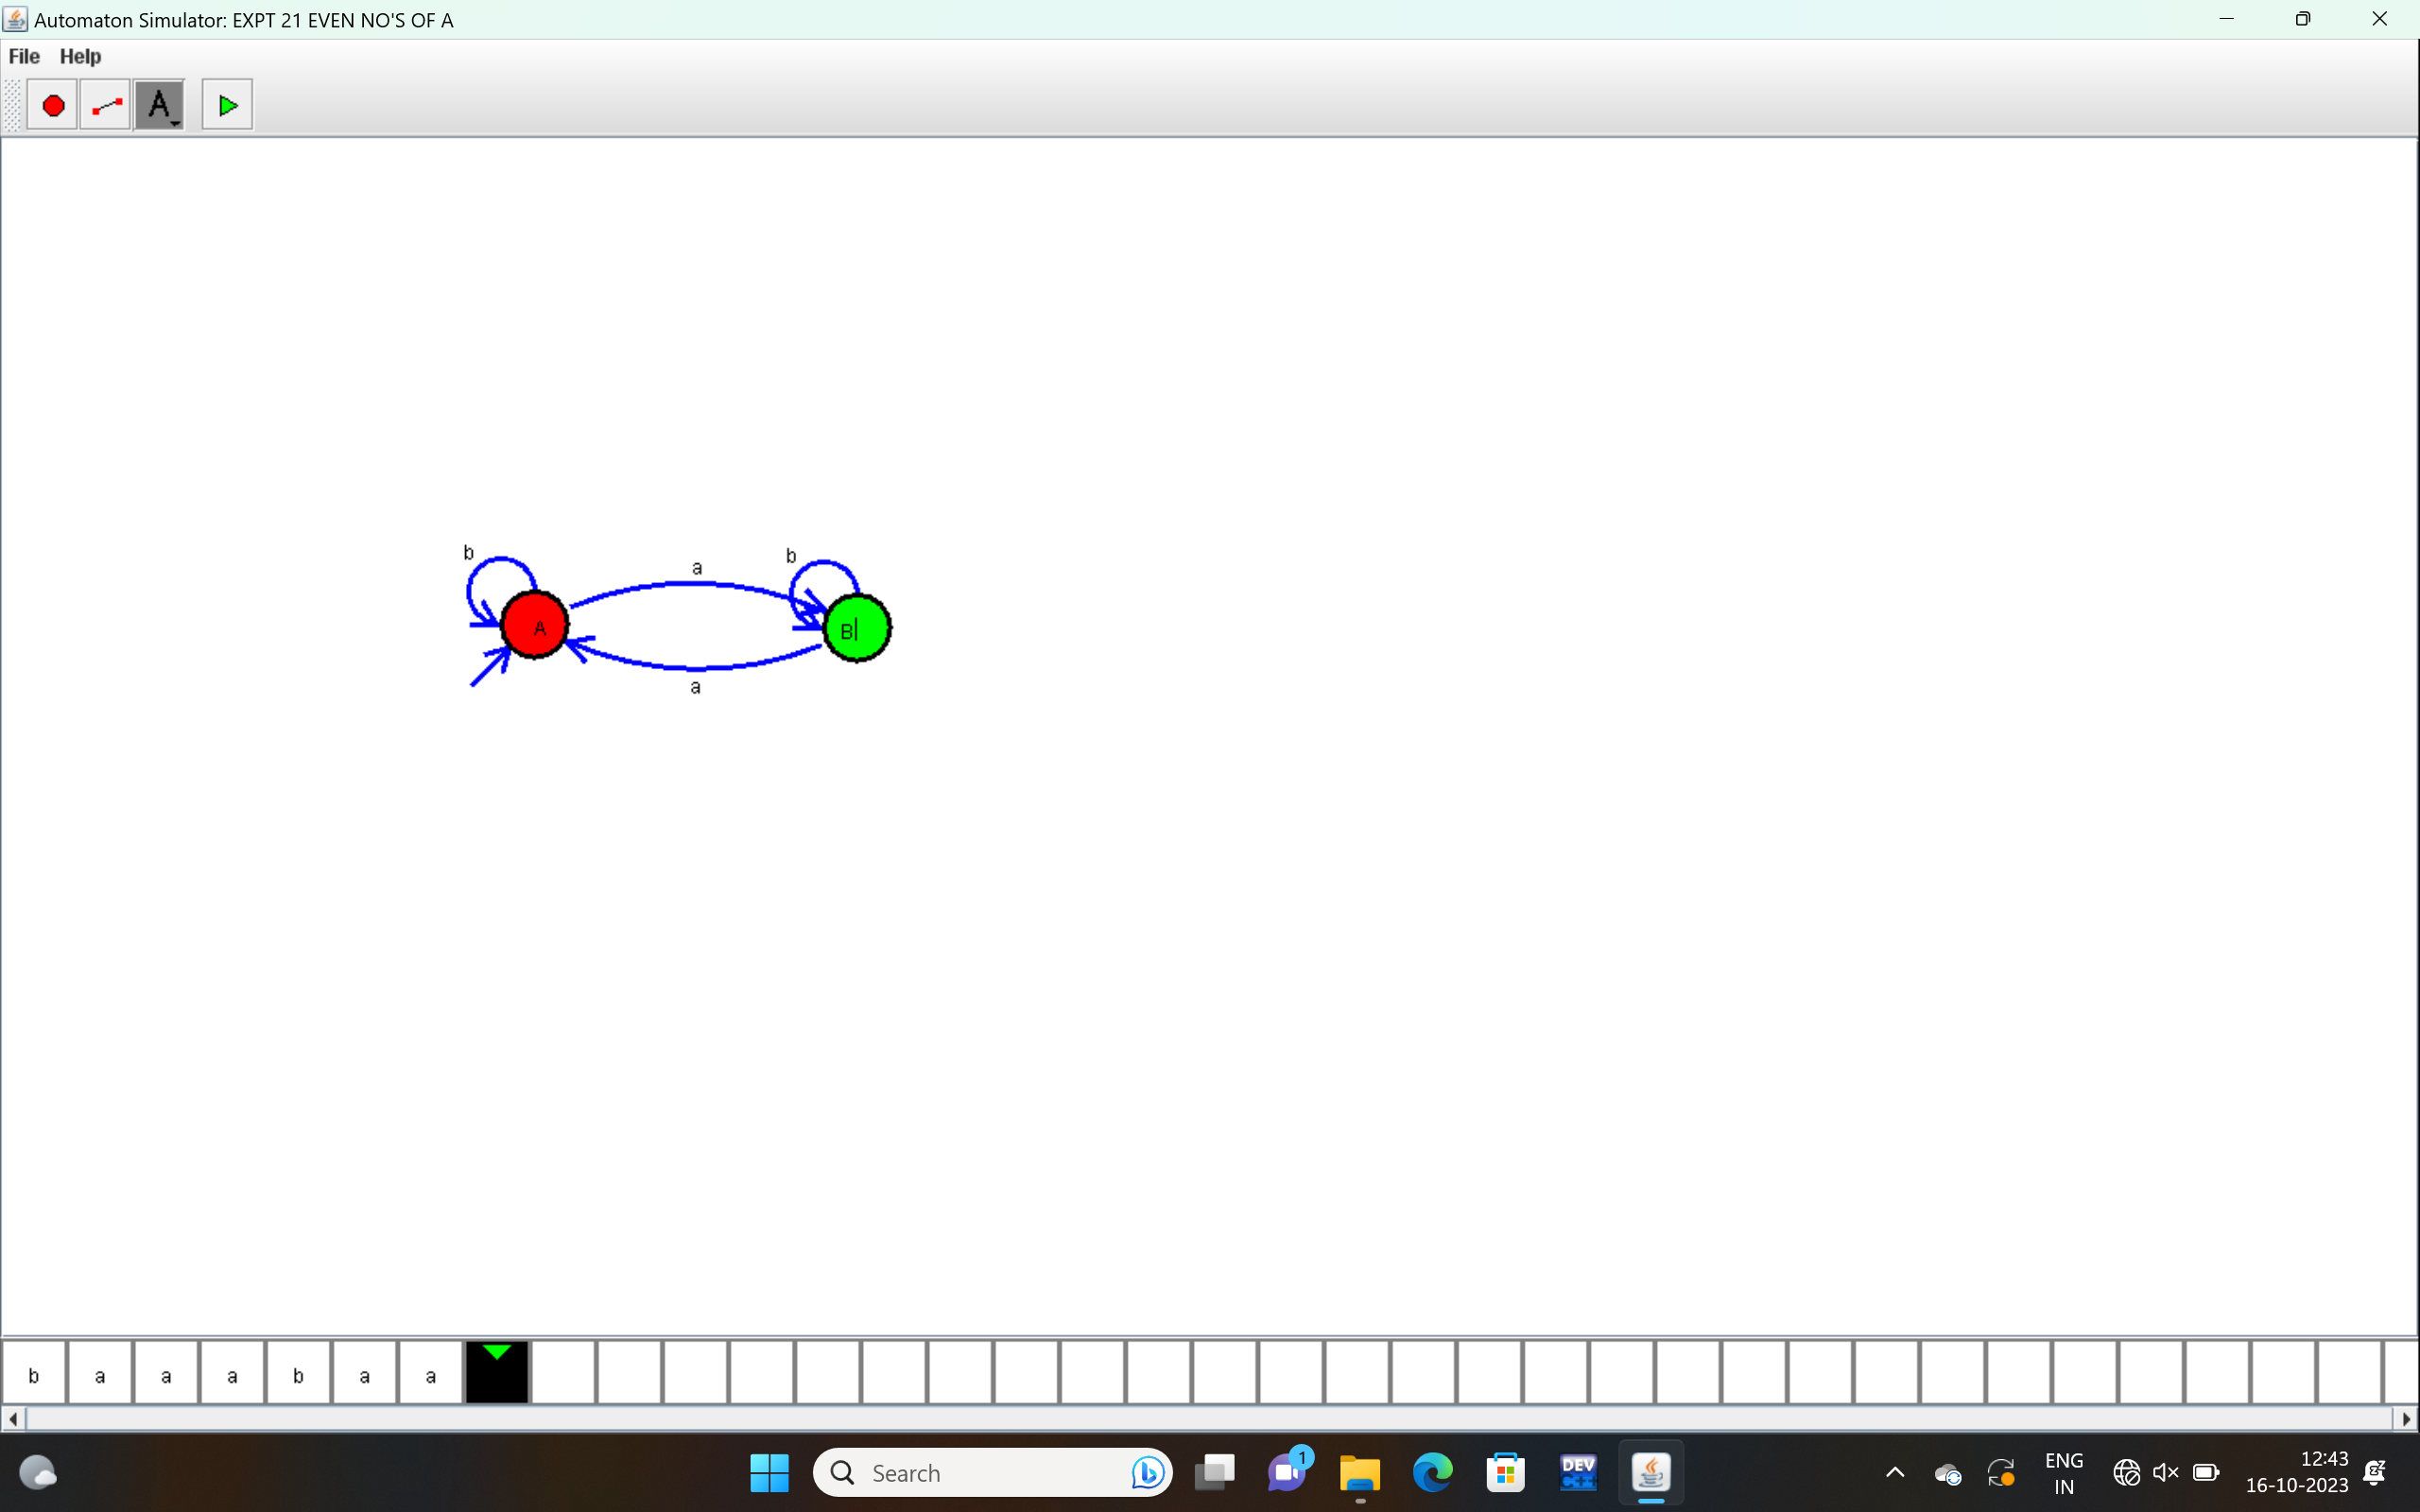 Automaton Simulator: EXPT 21 EVEN NO'S OF A
File Help
A
b
b
a
A
B
a
b a a a b a a
Search
1
DEV
C++
ENG
IN
12:43
16-10-2023